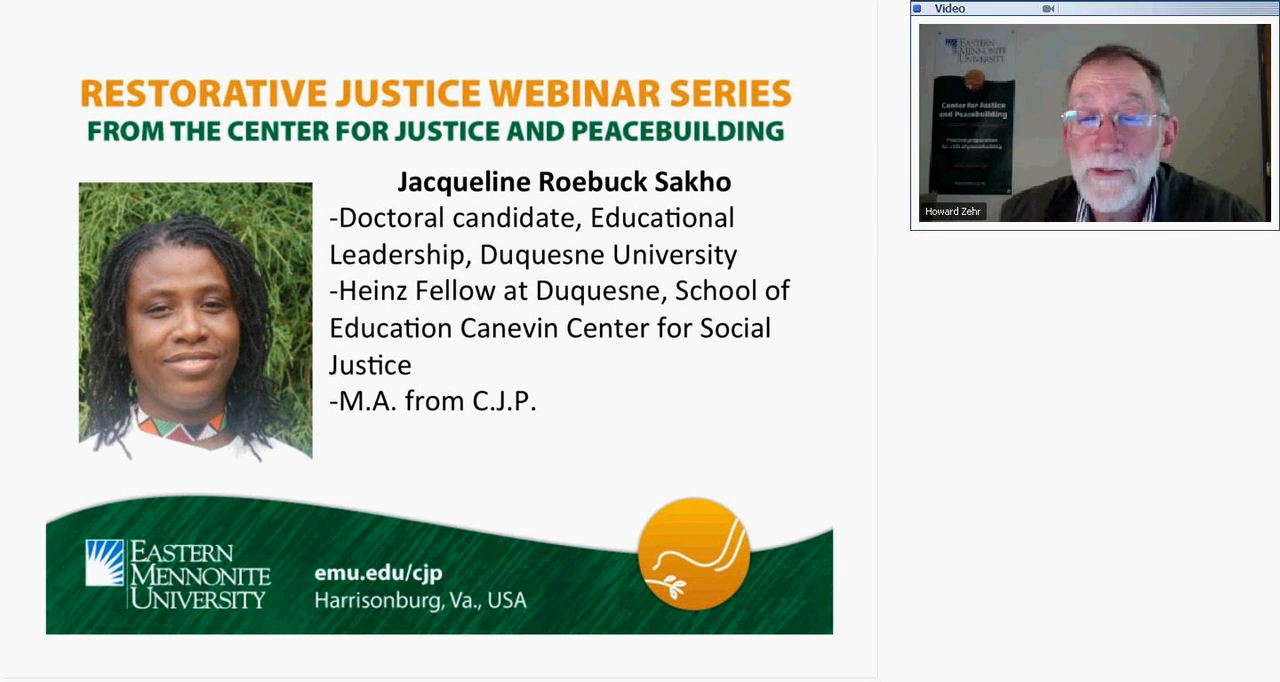 RESTORATIVE JUSTICE WEBINAR SERIES
FROM THE CENTER FOR JUSTICE AND PEACEBUILDING
Jacqueline Roebuck Sakho
-Doctoral candidate, Educational
Leadership, Duquesne University
-Heinz Fellow at Duquesne, School of
Education Canevin Center for Social
Justice
-M.A. from C.J.P.
EASTERN
MENNONITE
UNIVERSITY
emu.edu/cjp
Harrisonburg, Va., USA
Video
EASTERN
MENNONITE
UNIVERSITY
Center for Justice
and Peacebuilding
Howard Zehr